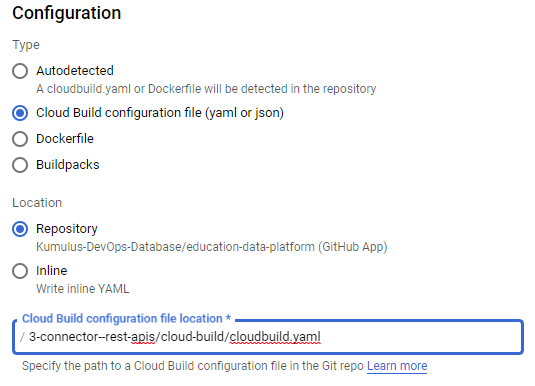 Configuration
Type
Autodetected
A cloudbuild.yaml or Dockerfile will be detected in the repository
Cloud Build configuration file (yaml or json)
Dockerfile
Buildpacks
Location
Repository
Kumulus-DevOps-Database/education-data-platform (GitHub App)
Inline
Write inline YAML
Cloud Build configuration file location *
/ 3-connector--rest-apis/cloud-build/cloudbuild.yaml
Specify the path to a Cloud Build configuration file in the Git repo Learn more